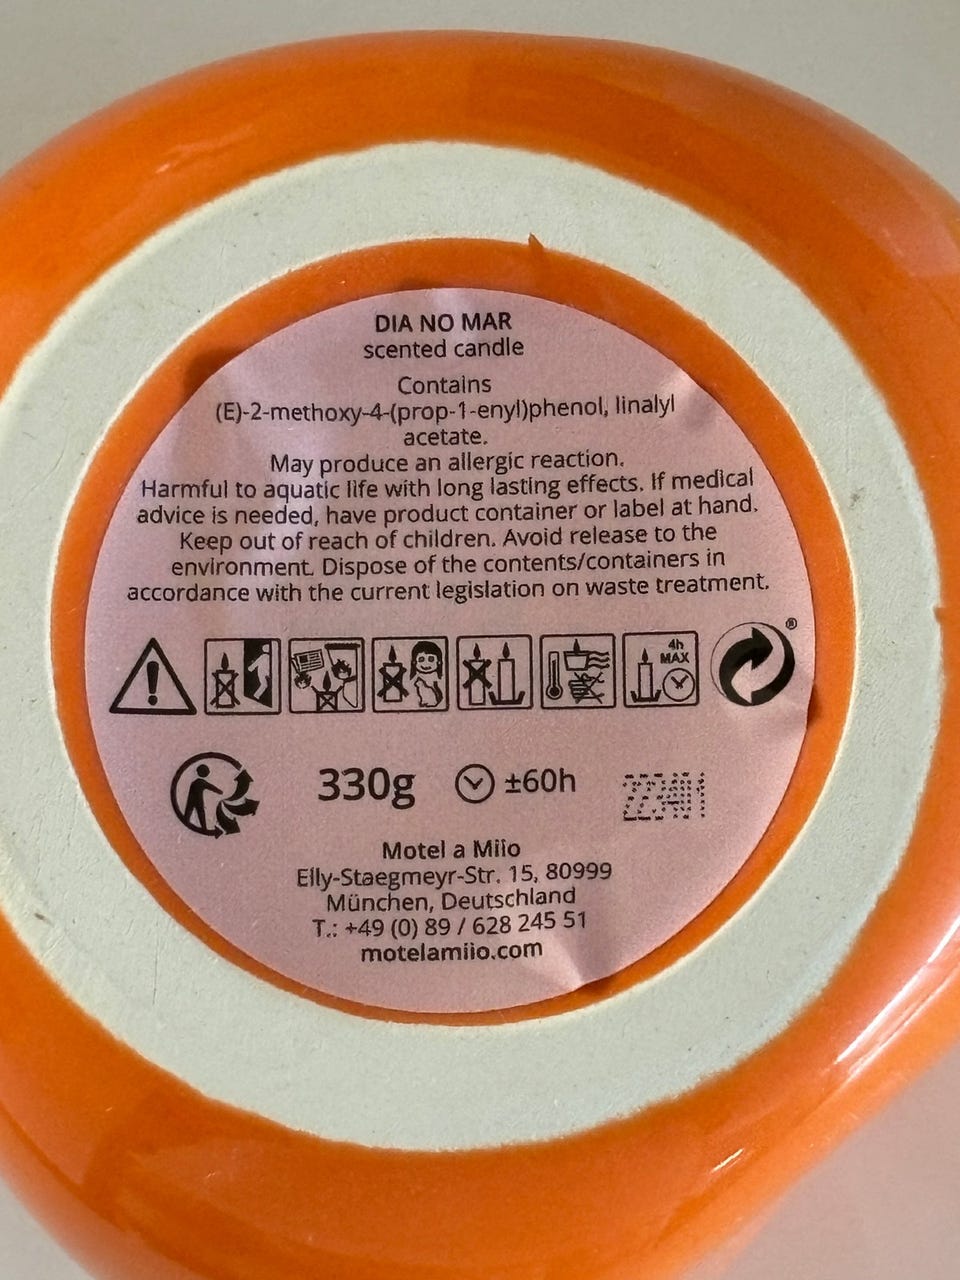 DIA NO MAR
scented candle
Contains
(E)-2-methoxy-4-(prop-1-enyl)phenol, linalyl
acetate.
May produce an allergic reaction.
Harmful to aquatic life with long lasting effects. If medical
advice is needed, have product container or label at hand.
Keep out of reach of children. Avoid release to the
environment. Dispose of the contents/containers in
accordance with the current legislation on waste treatment.
4h
MAX
®
330g ±60h
Motel a Miio
Elly-Staegmeyr-Str. 15, 80999
München, Deutschland
T.: +49 (0) 89 / 628 245 51
motelamiio.com